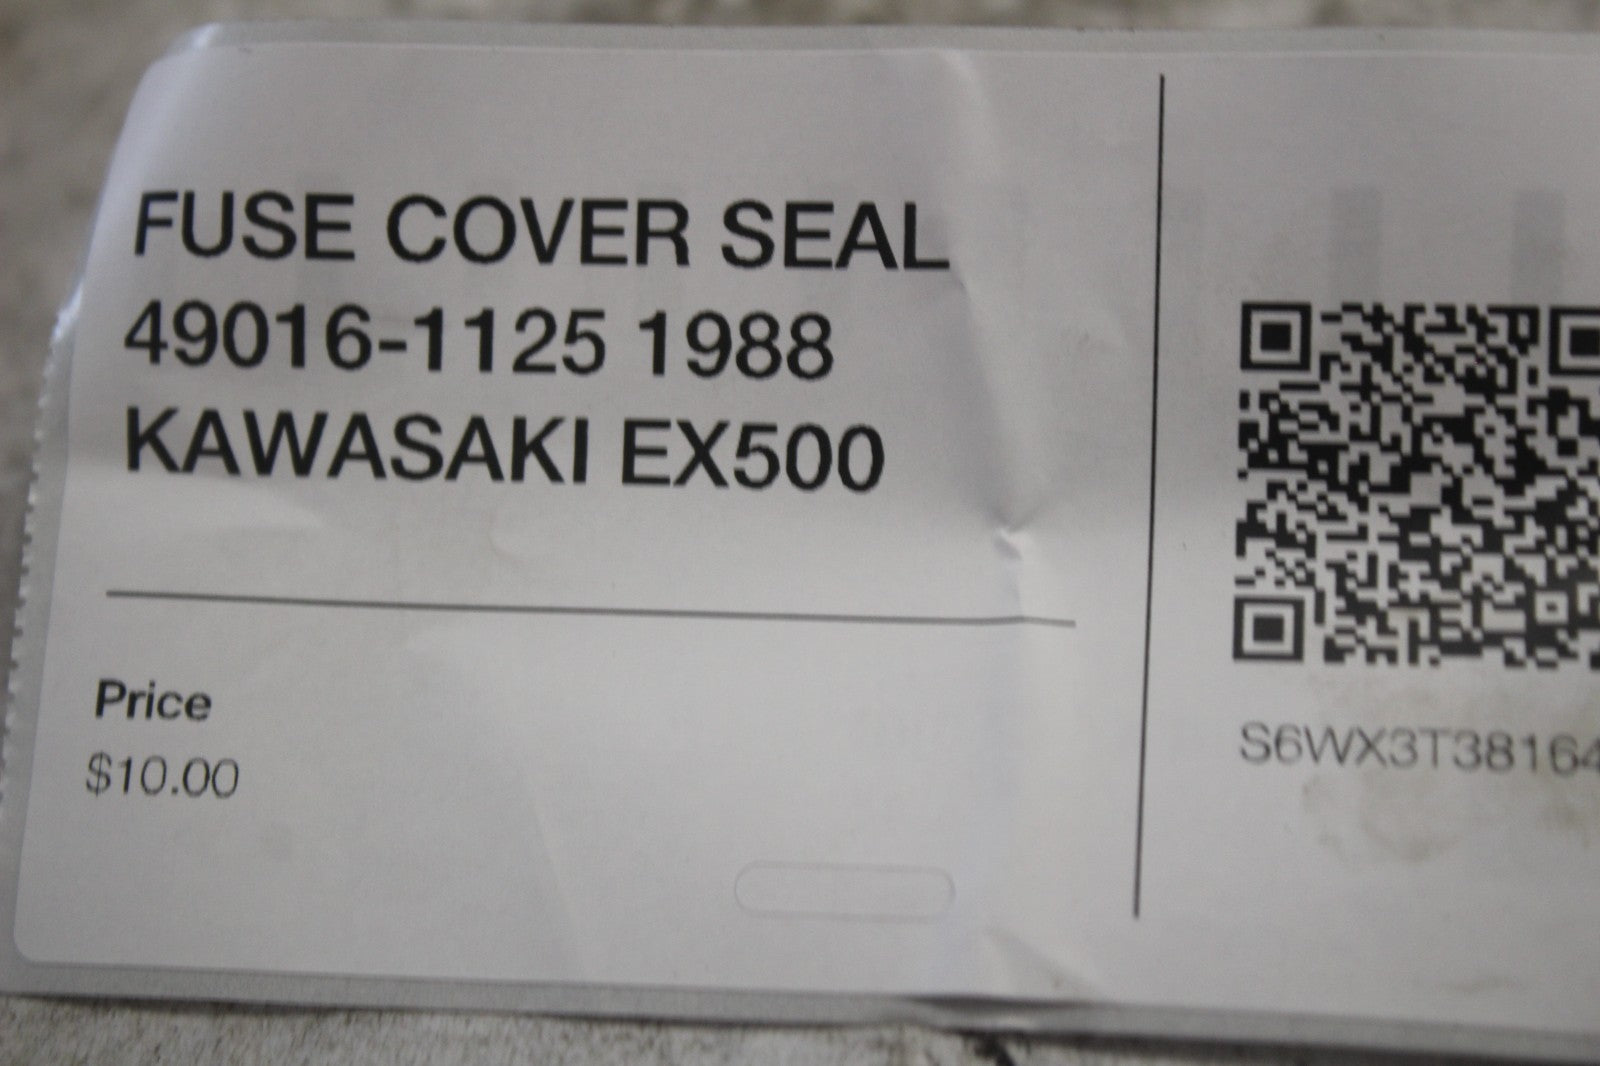 FUSE COVER SEAL
49016-1125 1988
KAWASAKI EX500
Price
$10.00
S6WX3T38164